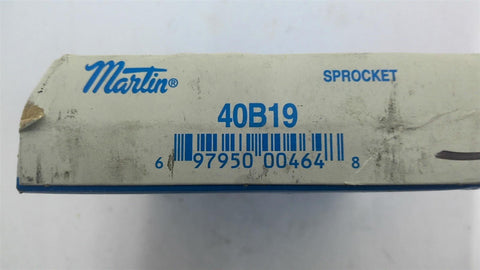 Martin®
SPROCKET
40B19
6 97950 00464 8